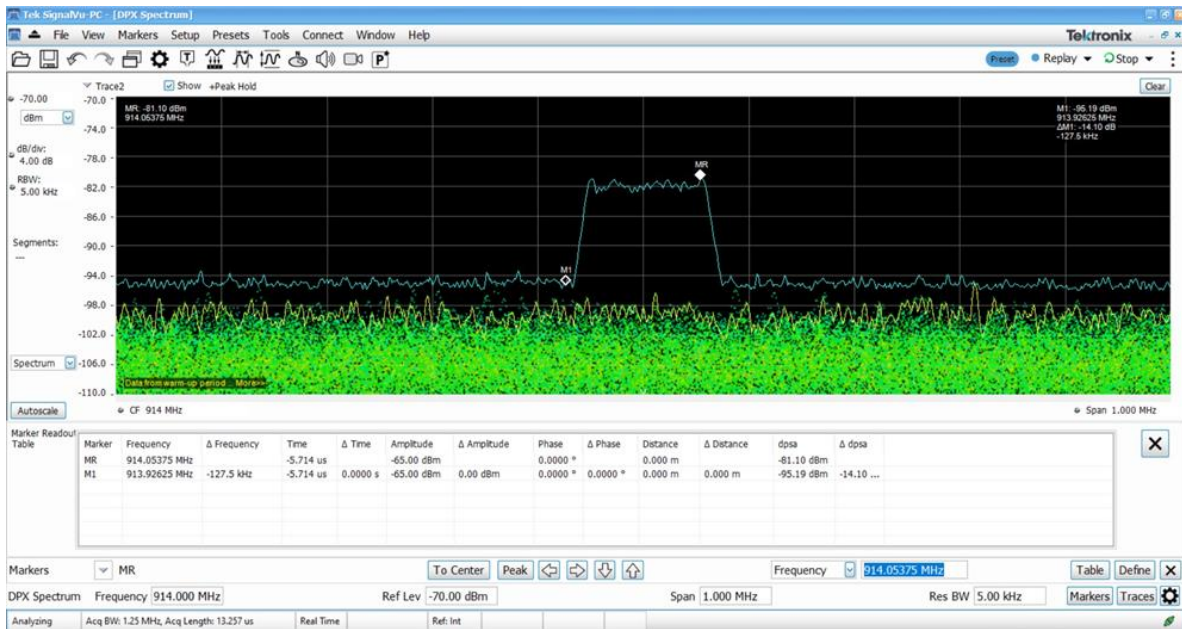 Tek SignalVu-PC - [DPX Spectrum]
File View Markers Setup Presets Tools Connect Window Help Tektronix
Preset Replay Stop
Trace2 Show +Peak Hold Clear
-70.00
dBm
dB/div:
4.00 dB
RBW:
5.00 kHz
Segments:
---
Spectrum
Autoscale
-70.0
-74.0
-78.0
-82.0
-86.0
-90.0
-94.0
-98.0
-102.0
-106.0
-110.0
MR: -81.10 dBm
914.05375 MHz
M1: -95.19 dBm
913.92625 MHz
ΔM1: -14.10 dB
-127.5 kHz
MR
M1
Data from warm-up period... More>>
CF 914 MHz Span 1.000 MHz
Marker Readout
Table
Marker Frequency Δ Frequency Time Δ Time Amplitude Δ Amplitude Phase Δ Phase Distance Δ Distance dpsa Δ dpsa
MR 914.05375 MHz -5.714 us -65.00 dBm 0.0000 ° 0.000 m -81.10 dBm
M1 913.92625 MHz -127.5 kHz -5.714 us 0.0000 s -65.00 dBm 0.00 dBm 0.0000 ° 0.0000 ° 0.000 m 0.000 m -95.19 dBm -14.10 ...
Markers MR To Center Peak Frequency 914.05375 MHz Table Define
DPX Spectrum Frequency 914.000 MHz Ref Lev -70.00 dBm Span 1.000 MHz Res BW 5.00 kHz Markers Traces
Analyzing Acq BW: 1.25 MHz, Acq Length: 13.257 us Real Time Ref: Int